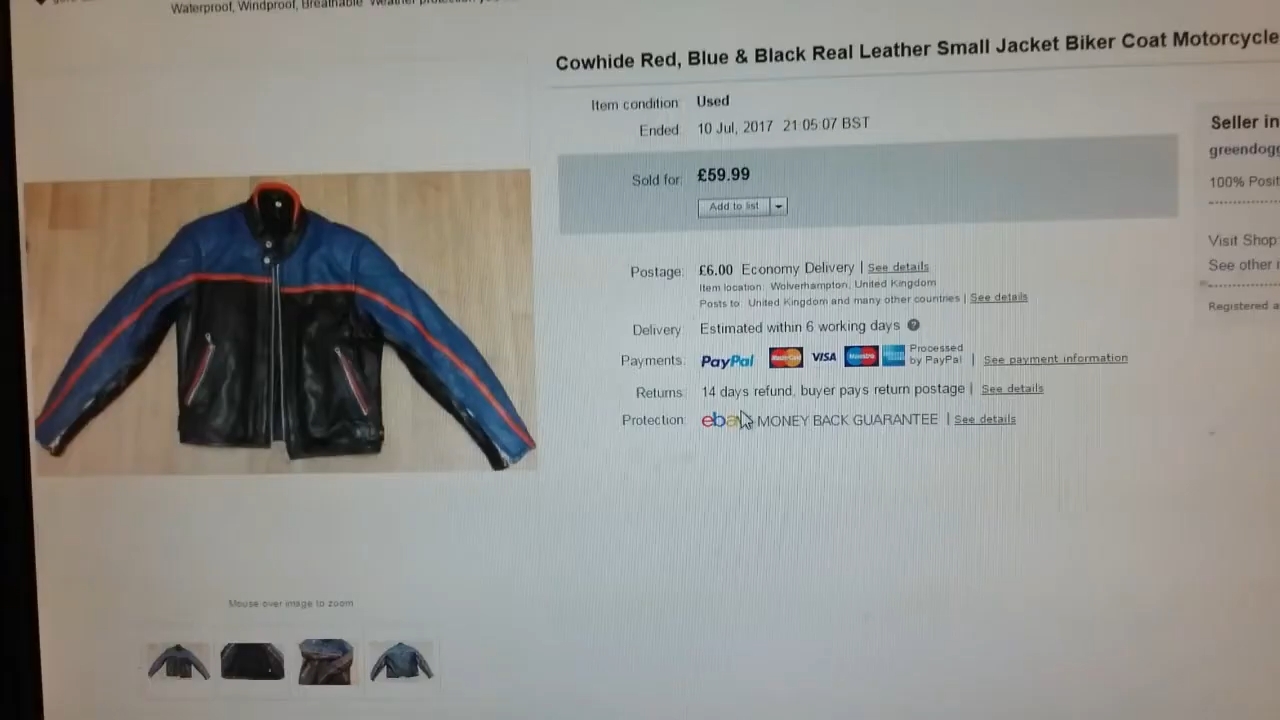 Waterproof, Windproof, Breathable Weather
Cowhide Red, Blue & Black Real Leather Small Jacket Biker Coat Motorcycle
Item condition: Used
Ended: 10 Jul, 2017 21:05:07 BST
Sold for: £59.99
Add to list
Postage: £6.00 Economy Delivery | See details
Item location: Wolverhampton, United Kingdom
Posts to: United Kingdom and many other countries | See details
Delivery: Estimated within 6 working days
Payments: PayPal MasterCard VISA Maestro Processed by PayPal | See payment information
Returns: 14 days refund, buyer pays return postage | See details
Protection: ebay MONEY BACK GUARANTEE | See details
Seller in
greendogg
100% Posit
Visit Shop:
See other i
Registered a
Mouse over image to zoom